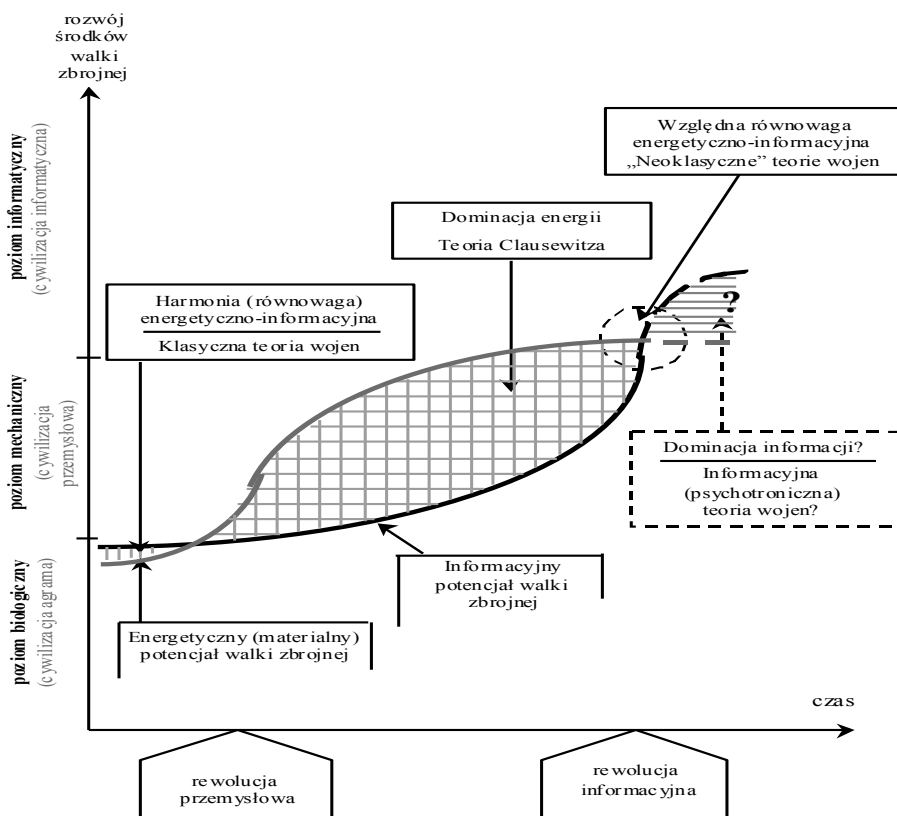 rozwój
środków
walki
zbrojnej
poziom informatyczny
(cywilizacja informatyczna)
poziom mechaniczny
(cywilizacja
przemysłowa)
poziom biologiczny
(cywilizacja agrarna)
Względna równowaga
energetyczno-informacyjna
„Neoklasyczne” teorie wojen
Dominacja energii
Teoria Clausewitza
Harmonia (równowaga)
energetyczno-informacyjna
Klasyczna teoria wojen
?
Dominacja informacji?
Informacyjna
(psychotroniczna)
teoria wojen?
Informacyjny
potencjał walki
zbrojnej
Energetyczny (materialny)
potencjał walki zbrojnej
czas
rewolucja
przemysłowa
rewolucja
informacyjna